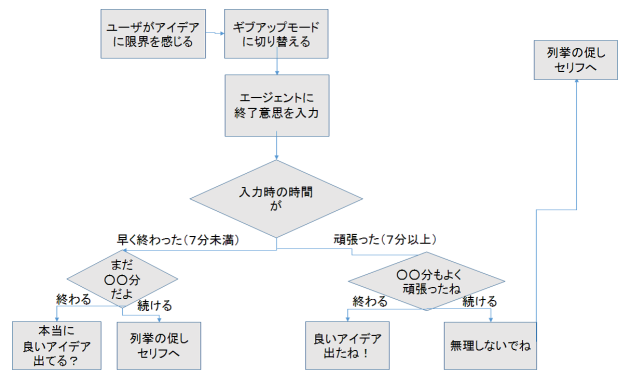 ユーザがアイデア
に限界を感じる
ギブアップモード
に切り替える
列挙の促し
セリフへ
エージェントに
終了意思を入力
入力時の時間
が
早く終わった(7分未満)
頑張った(7分以上)
まだ
〇〇分
だよ
〇〇分もよく
頑張ったね
終わる
続ける
終わる
続ける
本当に
良いアイデア
出てる？
列挙の促し
セリフへ
良いアイデア
出たね！
無理しないでね